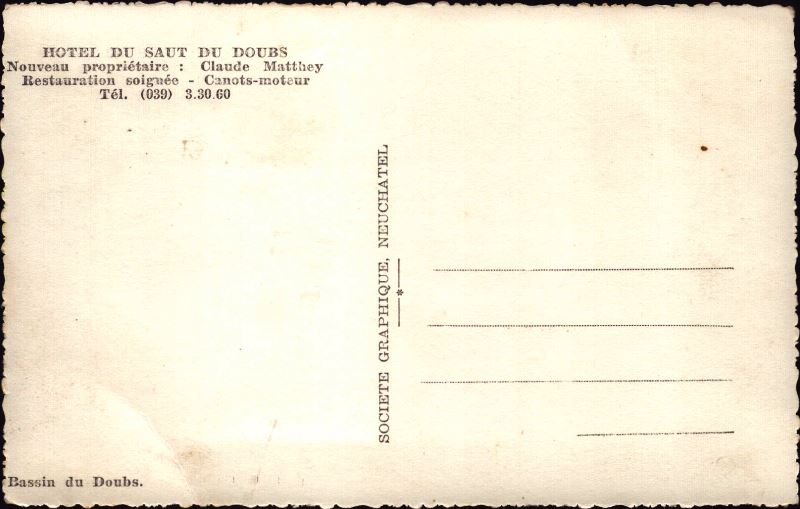 HOTEL DU SAUT DU DOUBS
Nouveau propriétaire : Claude Matthey
Restauration soignée - Canots-moteur
Tél. (039) 3.30.60
SOCIETE GRAPHIQUE, NEUCHATEL
Bassin du Doubs.